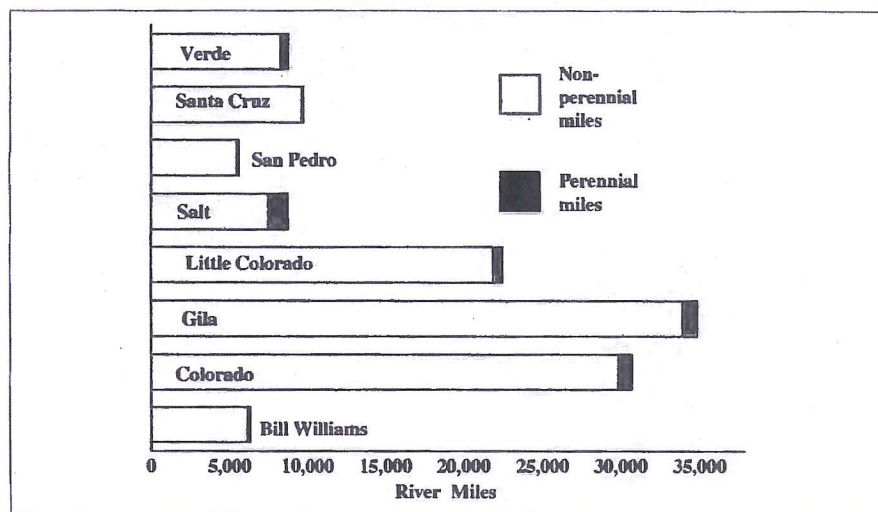 Verde
Santa Cruz
San Pedro
Salt
Little Colorado
Gila
Colorado
Bill Williams
Non-
perennial
miles
Perennial
miles
0 5,000 10,000 15,000 20,000 25,000 30,000 35,000
River Miles